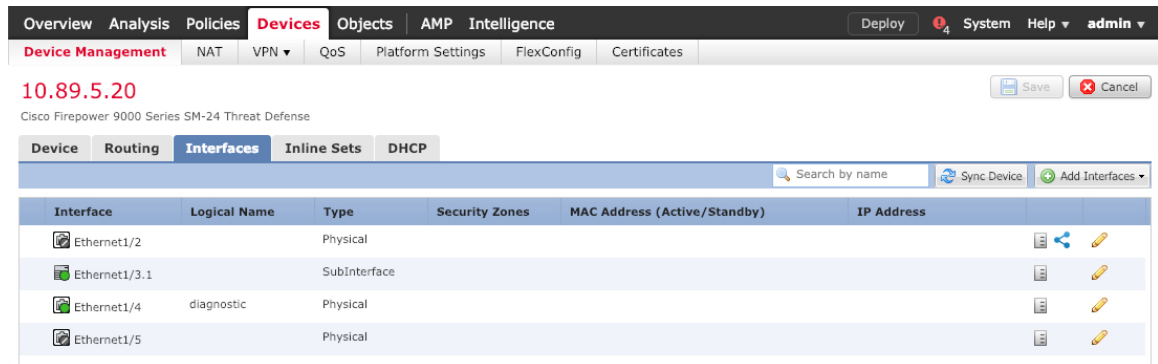 Overview Analysis Policies Devices Objects AMP Intelligence Deploy 4 System Help admin
Device Management NAT VPN QoS Platform Settings FlexConfig Certificates
10.89.5.20 Save Cancel
Cisco Firepower 9000 Series SM-24 Threat Defense
Device Routing Interfaces Inline Sets DHCP
Search by name Sync Device Add Interfaces
Interface Logical Name Type Security Zones MAC Address (Active/Standby) IP Address
Ethernet1/2 Physical
Ethernet1/3.1 SubInterface
Ethernet1/4 diagnostic Physical
Ethernet1/5 Physical